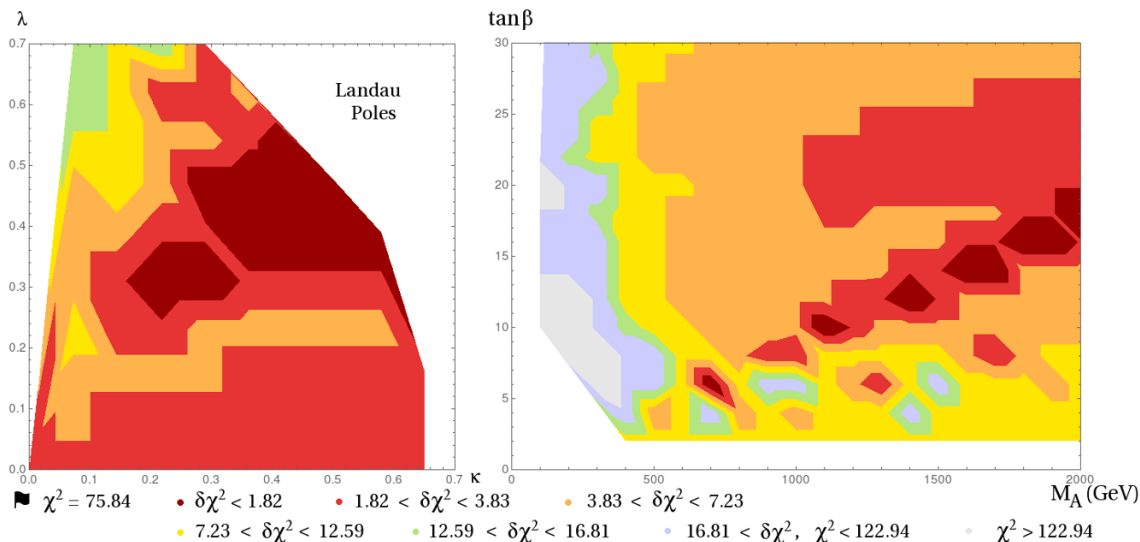 λ
tanβ
0.7
0.6
0.5
0.4
0.3
0.2
0.1
0.0
0.0 0.1 0.2 0.3 0.4 0.5 0.6 0.7
κ
Landau
Poles
30
25
20
15
10
5
0
500 1000 1500 2000
M_A (GeV)
χ² = 75.84 δχ² < 1.82 1.82 < δχ² < 3.83 3.83 < δχ² < 7.23
7.23 < δχ² < 12.59 12.59 < δχ² < 16.81 16.81 < δχ², χ² < 122.94 χ² > 122.94